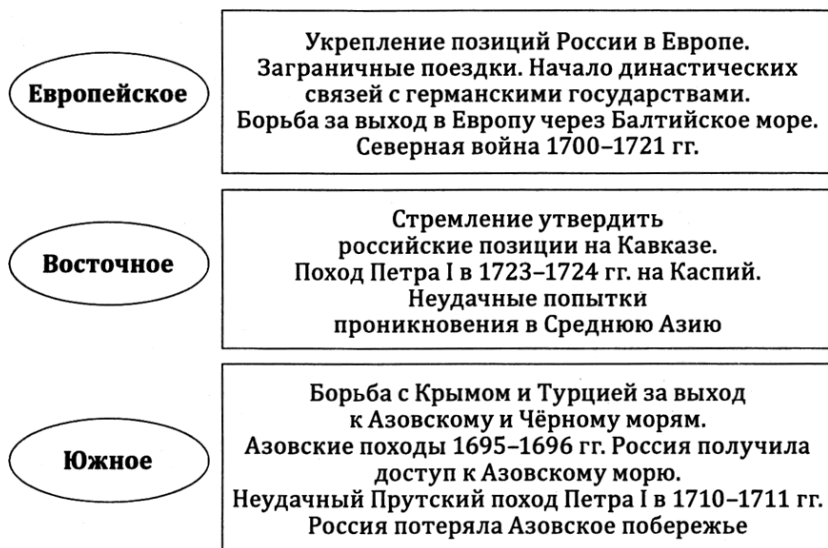 Европейское
Укрепление позиций России в Европе.
Заграничные поездки. Начало династических
связей с германскими государствами.
Борьба за выход в Европу через Балтийское море.
Северная война 1700–1721 гг.
Восточное
Стремление утвердить
российские позиции на Кавказе.
Поход Петра I в 1723–1724 гг. на Каспий.
Неудачные попытки
проникновения в Среднюю Азию
Южное
Борьба с Крымом и Турцией за выход
к Азовскому и Чёрному морям.
Азовские походы 1695–1696 гг. Россия получила
доступ к Азовскому морю.
Неудачный Прутский поход Петра I в 1710–1711 гг.
Россия потеряла Азовское побережье